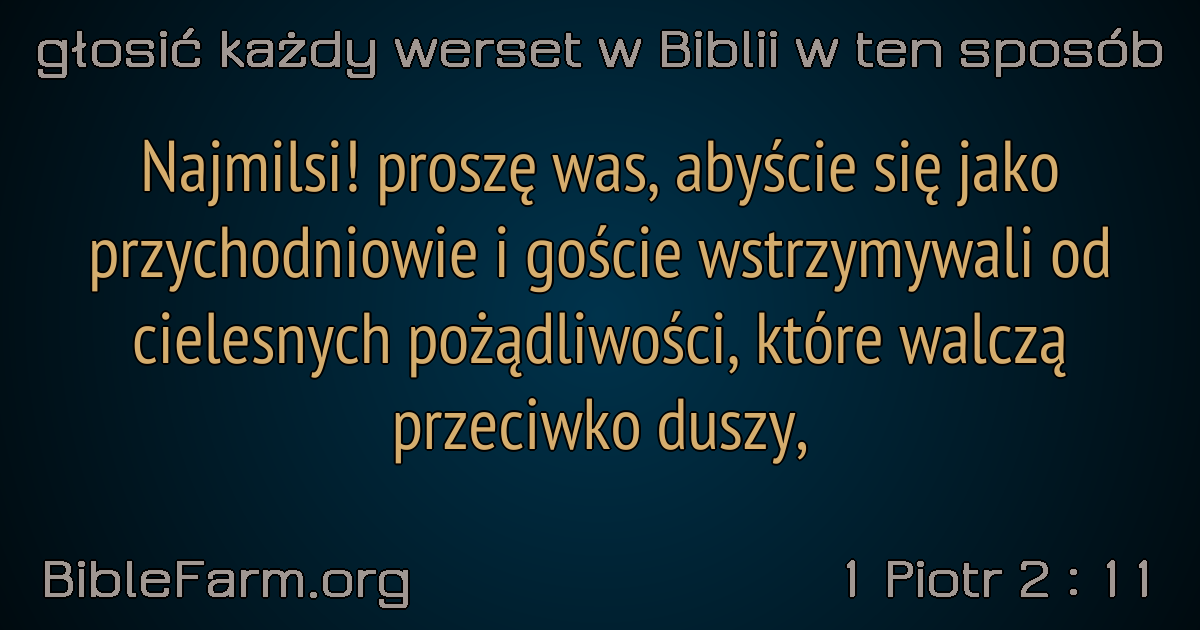 głosić każdy werset w Biblii w ten sposób
Najmilsi! proszę was, abyście się jako
przychodniowie i goście wstrzymywali od
cielesnych pożądliwości, które walczą
przeciwko duszy,
BibleFarm.org
1 Piotr 2 : 11